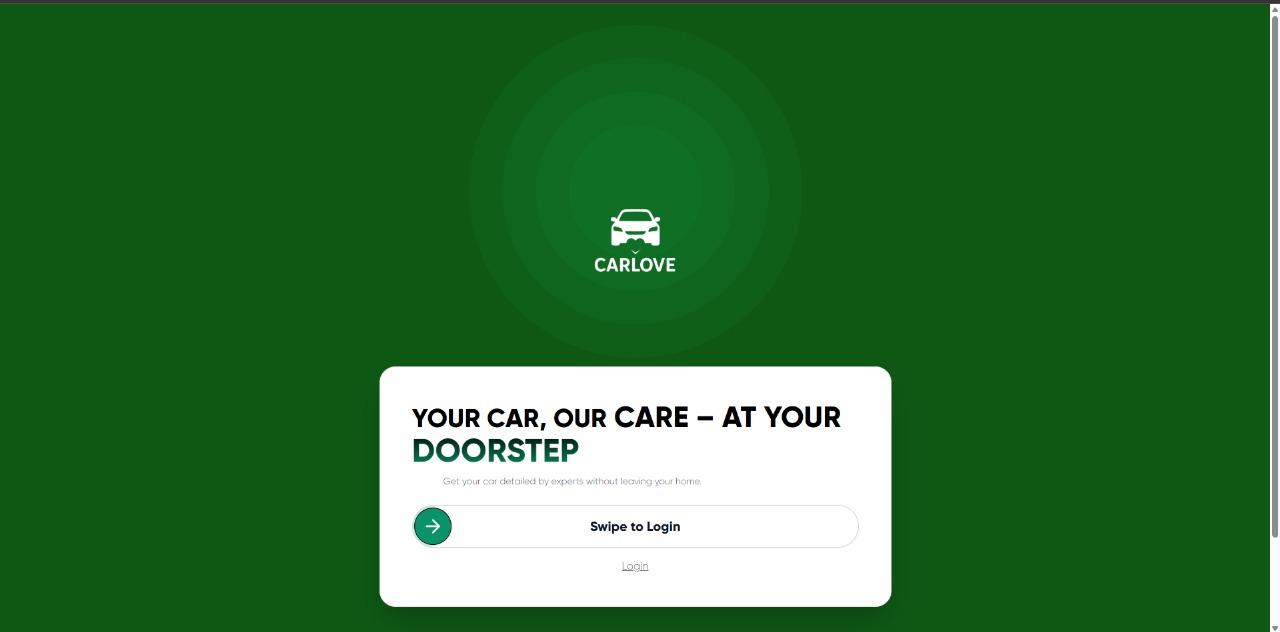 CARLOVE
YOUR CAR, OUR CARE – AT YOUR
DOORSTEP
Get your car detailed by experts without leaving your home.
Swipe to Login
Login